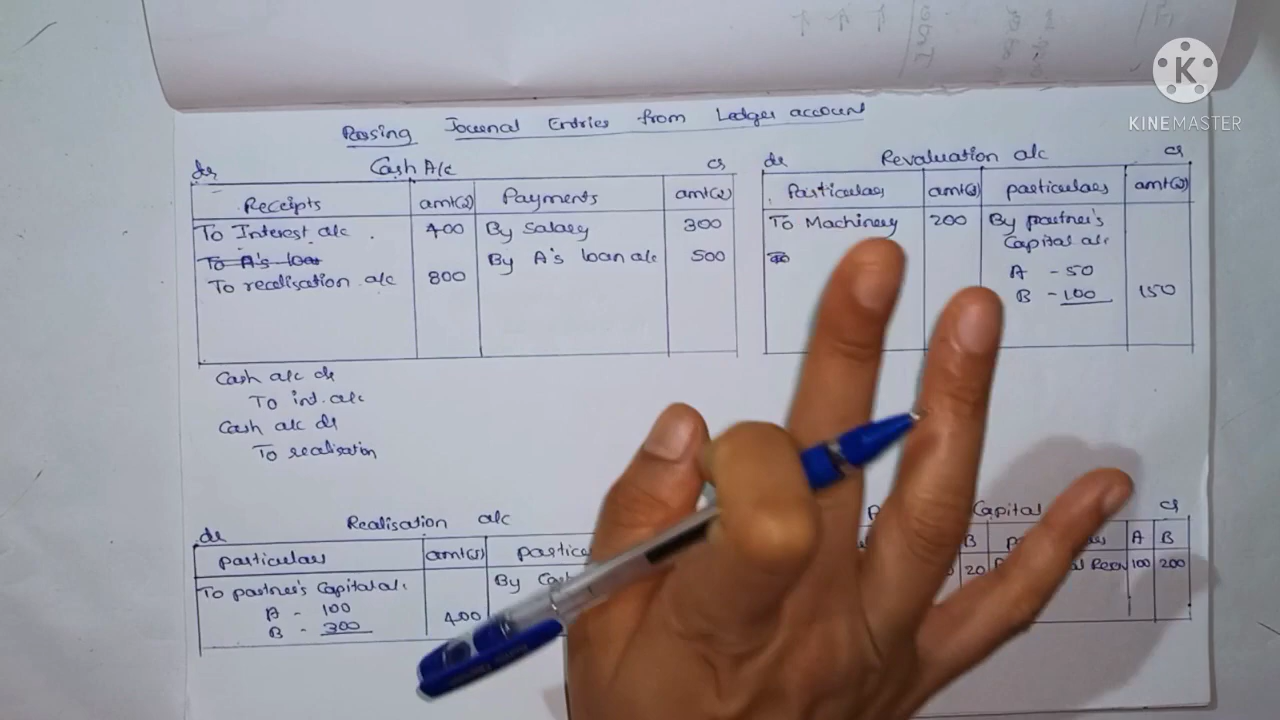 KINEMASTER
Passing Journal Entries from Ledger account
dr Cash A/c cr
Receipts amt(₹) Payments amt(₹)
To Interest a/c 400 By Salary 300
To A's loan By A's loan a/c 500
To realisation a/c 800
Cash a/c dr
To int. a/c
Cash a/c dr
To realisation
dr Revaluation a/c cr
Particulars amt(₹) particulars amt(₹)
To Machinery 200 By partner's
Capital a/c
A - 50
B - 100 150
dr Realisation a/c
particulars amt(₹)
To partner's Capital a/c
A - 100
B - 300 400
By
Capital cr
B A B
20 100 200